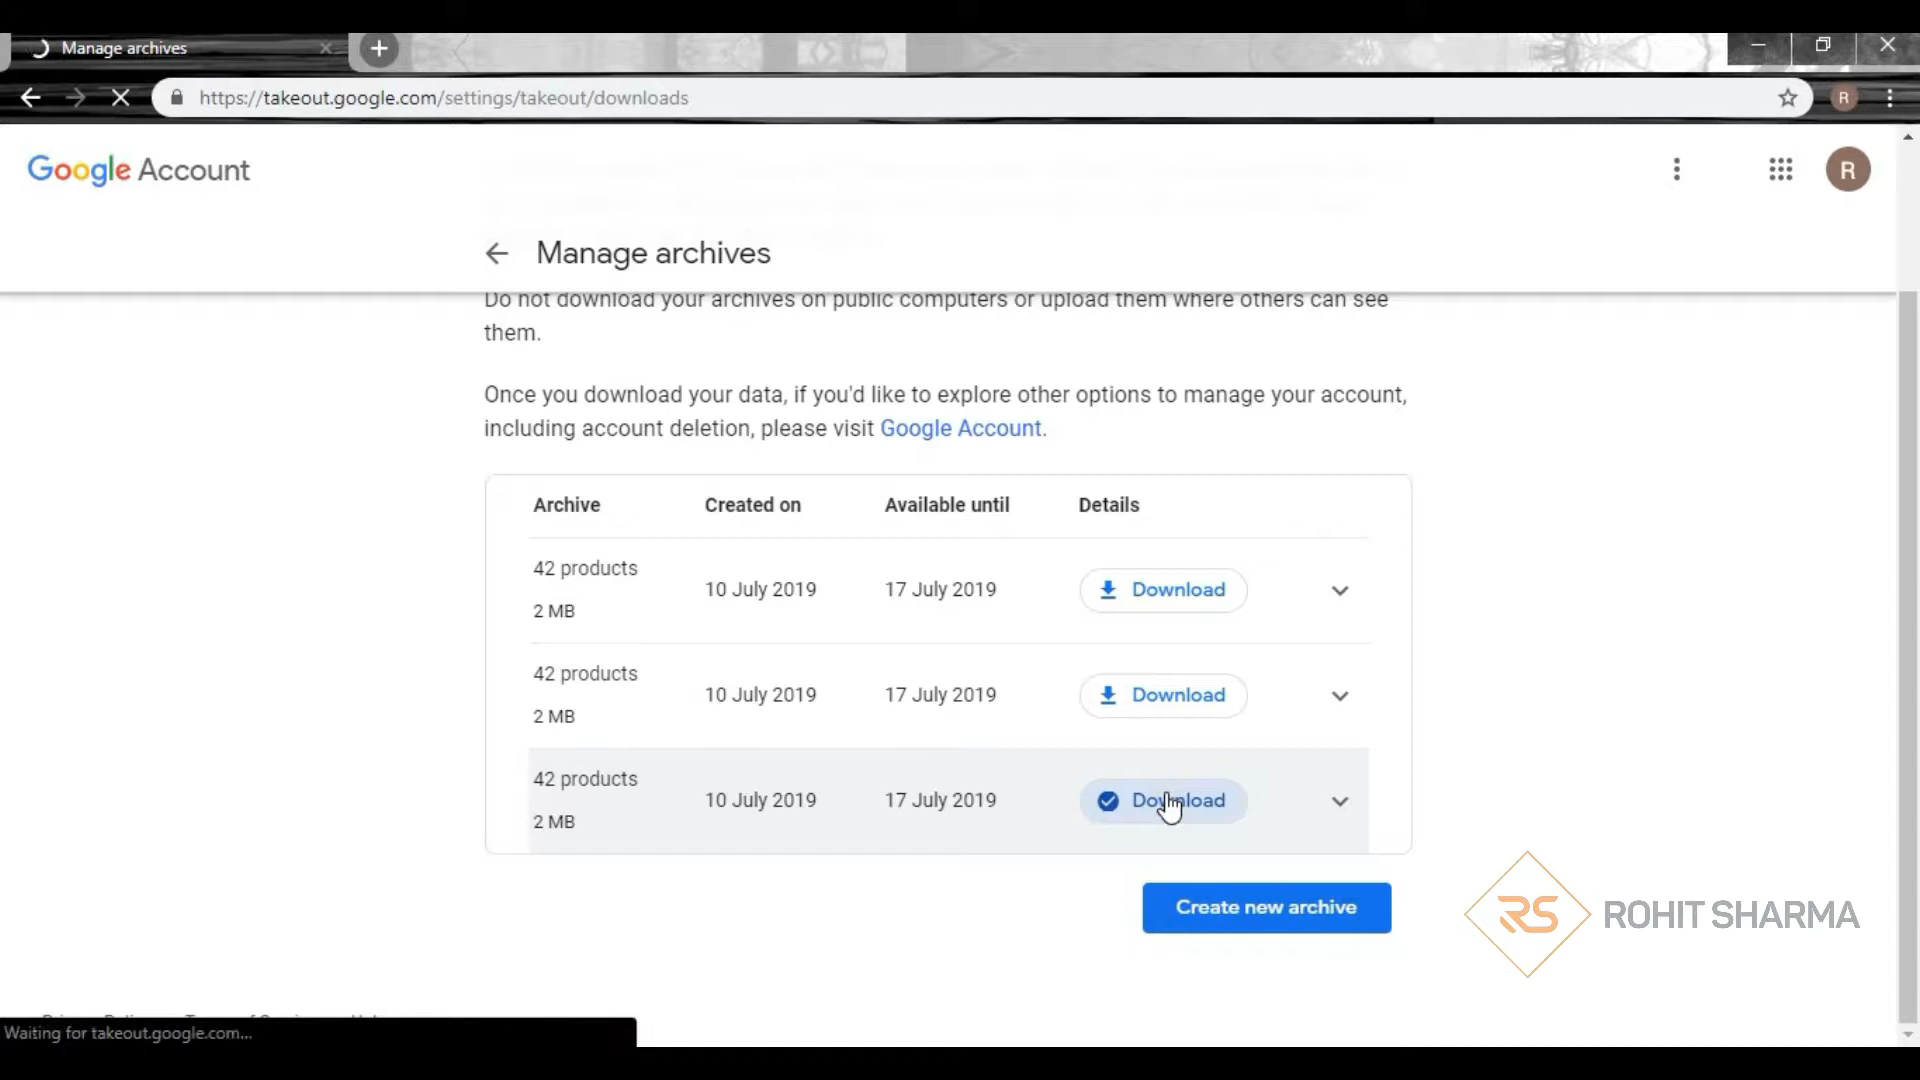 Manage archives
https://takeout.google.com/settings/takeout/downloads
R
Google Account
R
Manage archives
Do not download your archives on public computers or upload them where others can see
them.
Once you download your data, if you'd like to explore other options to manage your account,
including account deletion, please visit Google Account.
Archive Created on Available until Details
42 products
2 MB
10 July 2019 17 July 2019 Download
42 products
2 MB
10 July 2019 17 July 2019 Download
42 products
2 MB
10 July 2019 17 July 2019 Download
Create new archive
RS ROHIT SHARMA
Waiting for takeout.google.com...